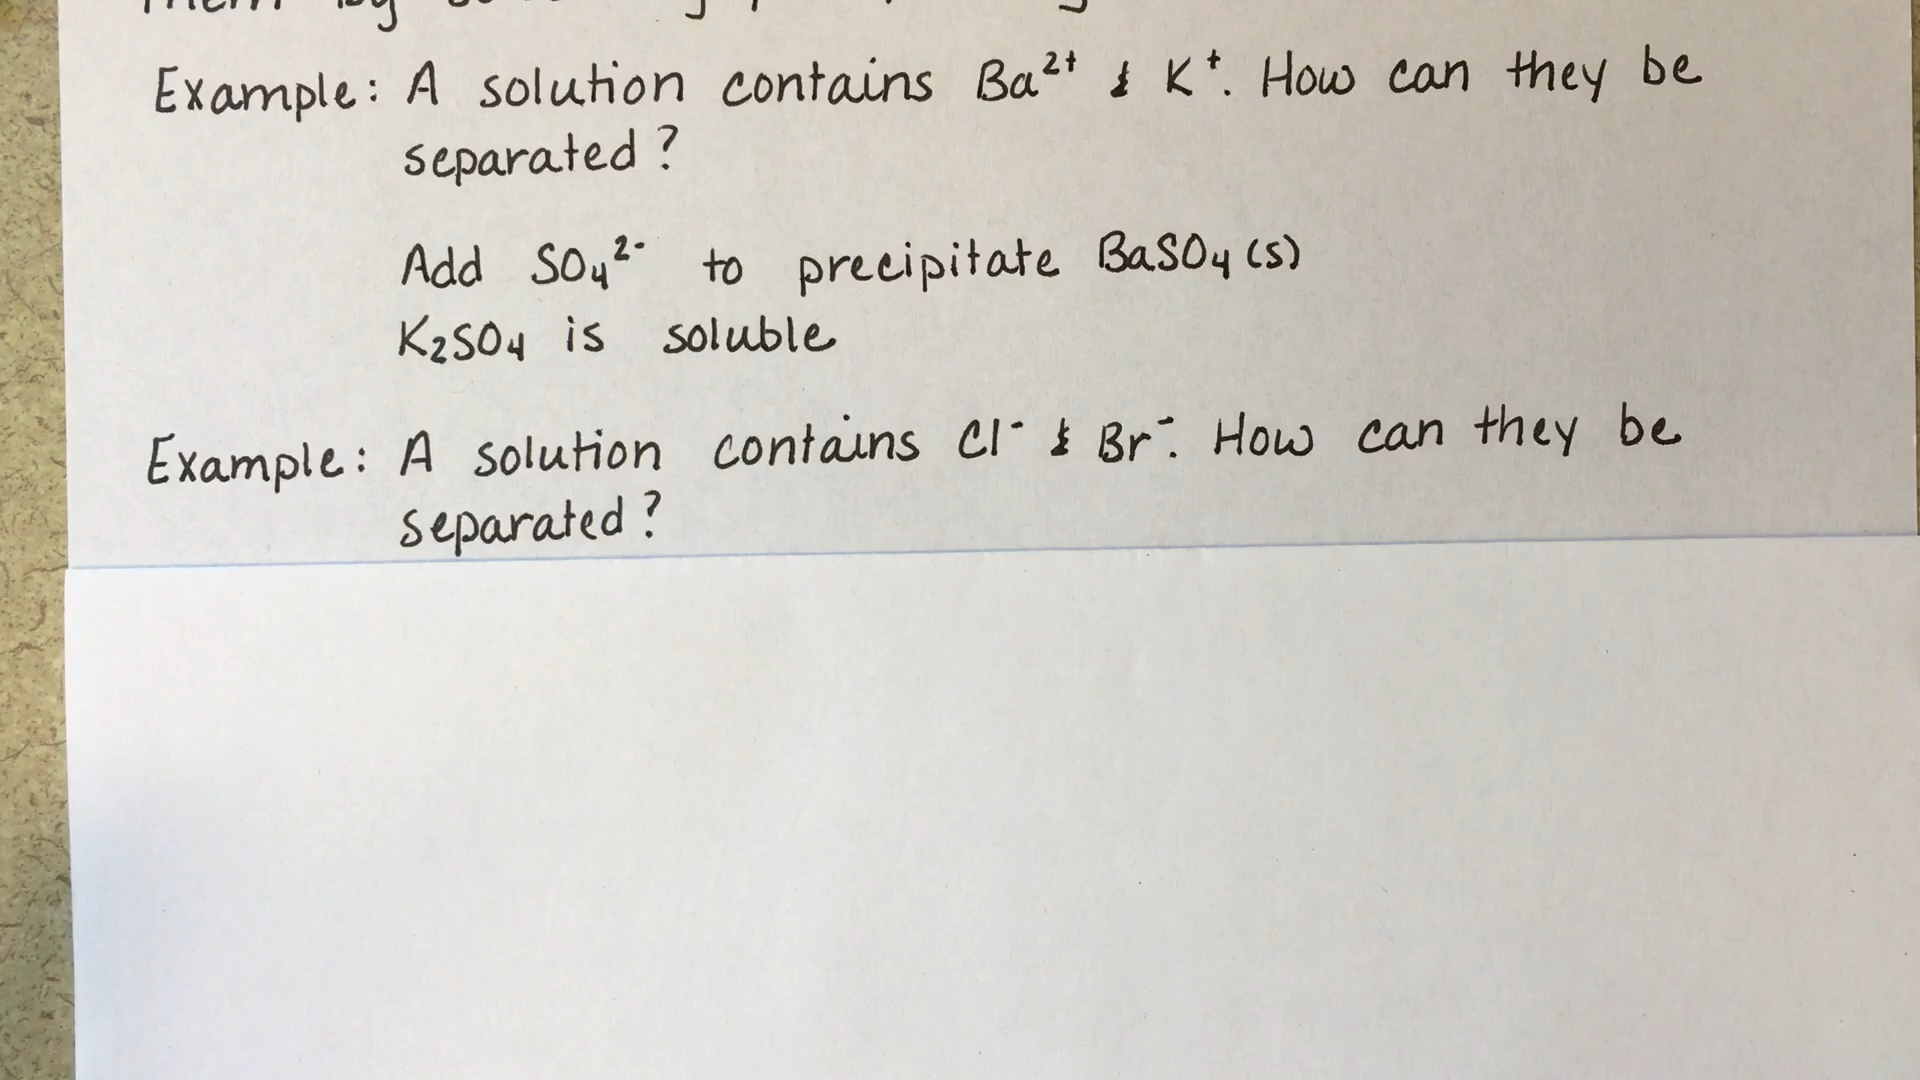 Example: A solution contains Ba²⁺ & K⁺. How can they be
separated?
Add SO₄²⁻ to precipitate BaSO₄(s)
K₂SO₄ is soluble
Example: A solution contains Cl⁻ & Br⁻. How can they be
separated?